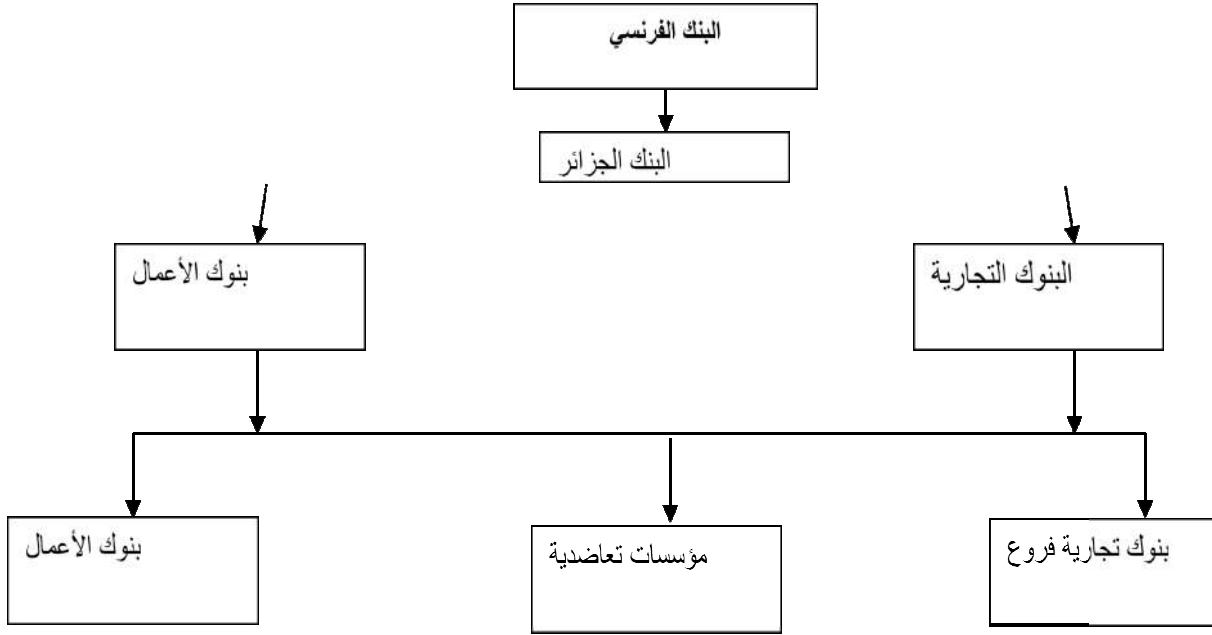 البنك الفرنسي
البنك الجزائر
البنوك التجارية
بنوك الأعمال
بنوك تجارية فروع
مؤسسات تعاضدية
بنوك الأعمال